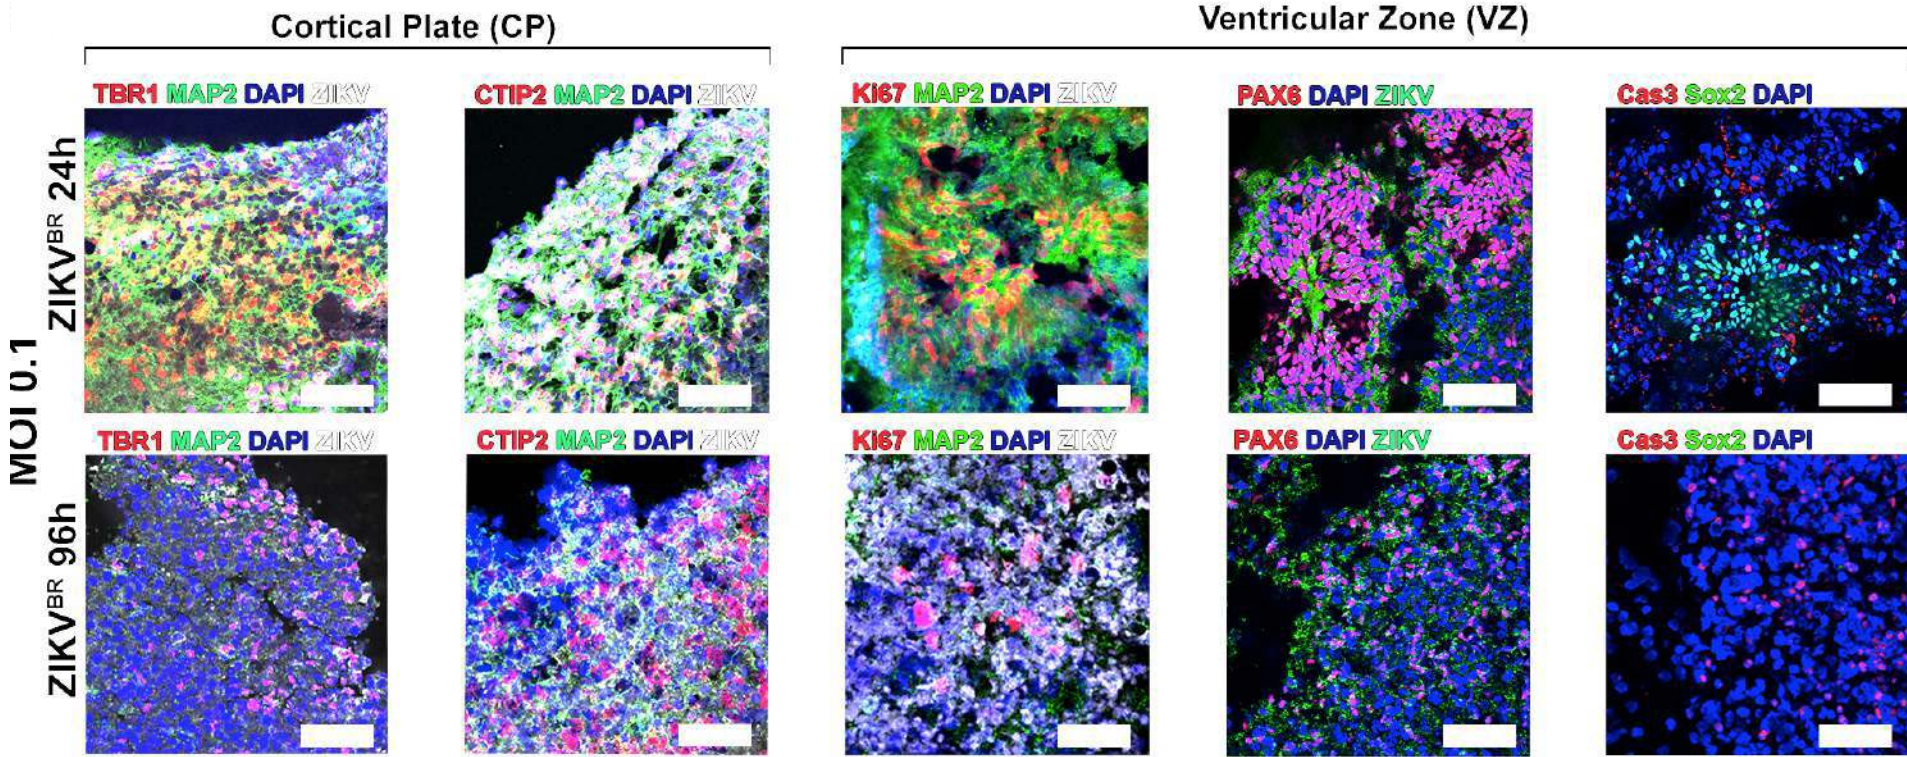 Cortical Plate (CP)
Ventricular Zone (VZ)
MOI 0.1
ZIKVᴮᴿ 24h
TBR1 MAP2 DAPI ZIKV
CTIP2 MAP2 DAPI ZIKV
Ki67 MAP2 DAPI ZIKV
PAX6 DAPI ZIKV
Cas3 Sox2 DAPI
ZIKVᴮᴿ 96h
TBR1 MAP2 DAPI ZIKV
CTIP2 MAP2 DAPI ZIKV
Ki67 MAP2 DAPI ZIKV
PAX6 DAPI ZIKV
Cas3 Sox2 DAPI